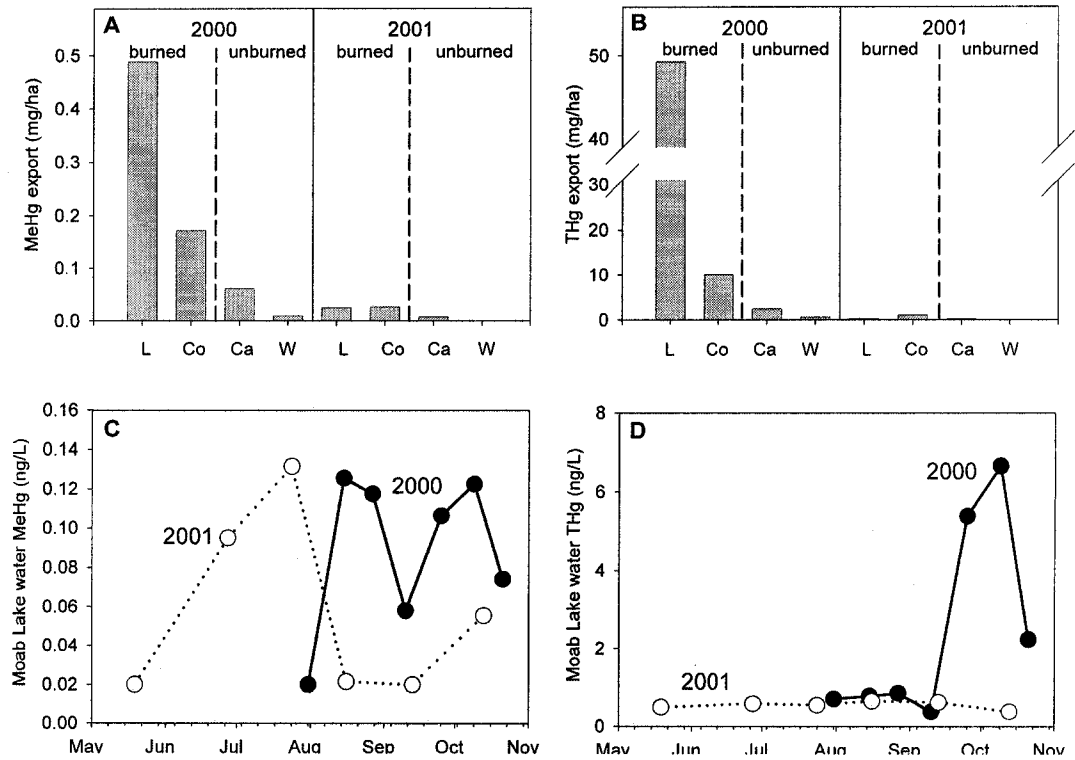 A
2000
2001
burned
unburned
burned
unburned
0.5
0.4
0.3
0.2
0.1
0.0
MeHg export (mg/ha)
L Co Ca W L Co Ca W
B
2000
2001
burned
unburned
burned
unburned
50
40
30
20
10
0
THg export (mg/ha)
L Co Ca W L Co Ca W
C
0.16
0.14
0.12
0.10
0.08
0.06
0.04
0.02
0.00
Moab Lake water MeHg (ng/L)
2000
2001
May Jun Jul Aug Sep Oct Nov
D
8
6
4
2
0
Moab Lake water THg (ng/L)
2000
2001
May Jun Jul Aug Sep Oct Nov